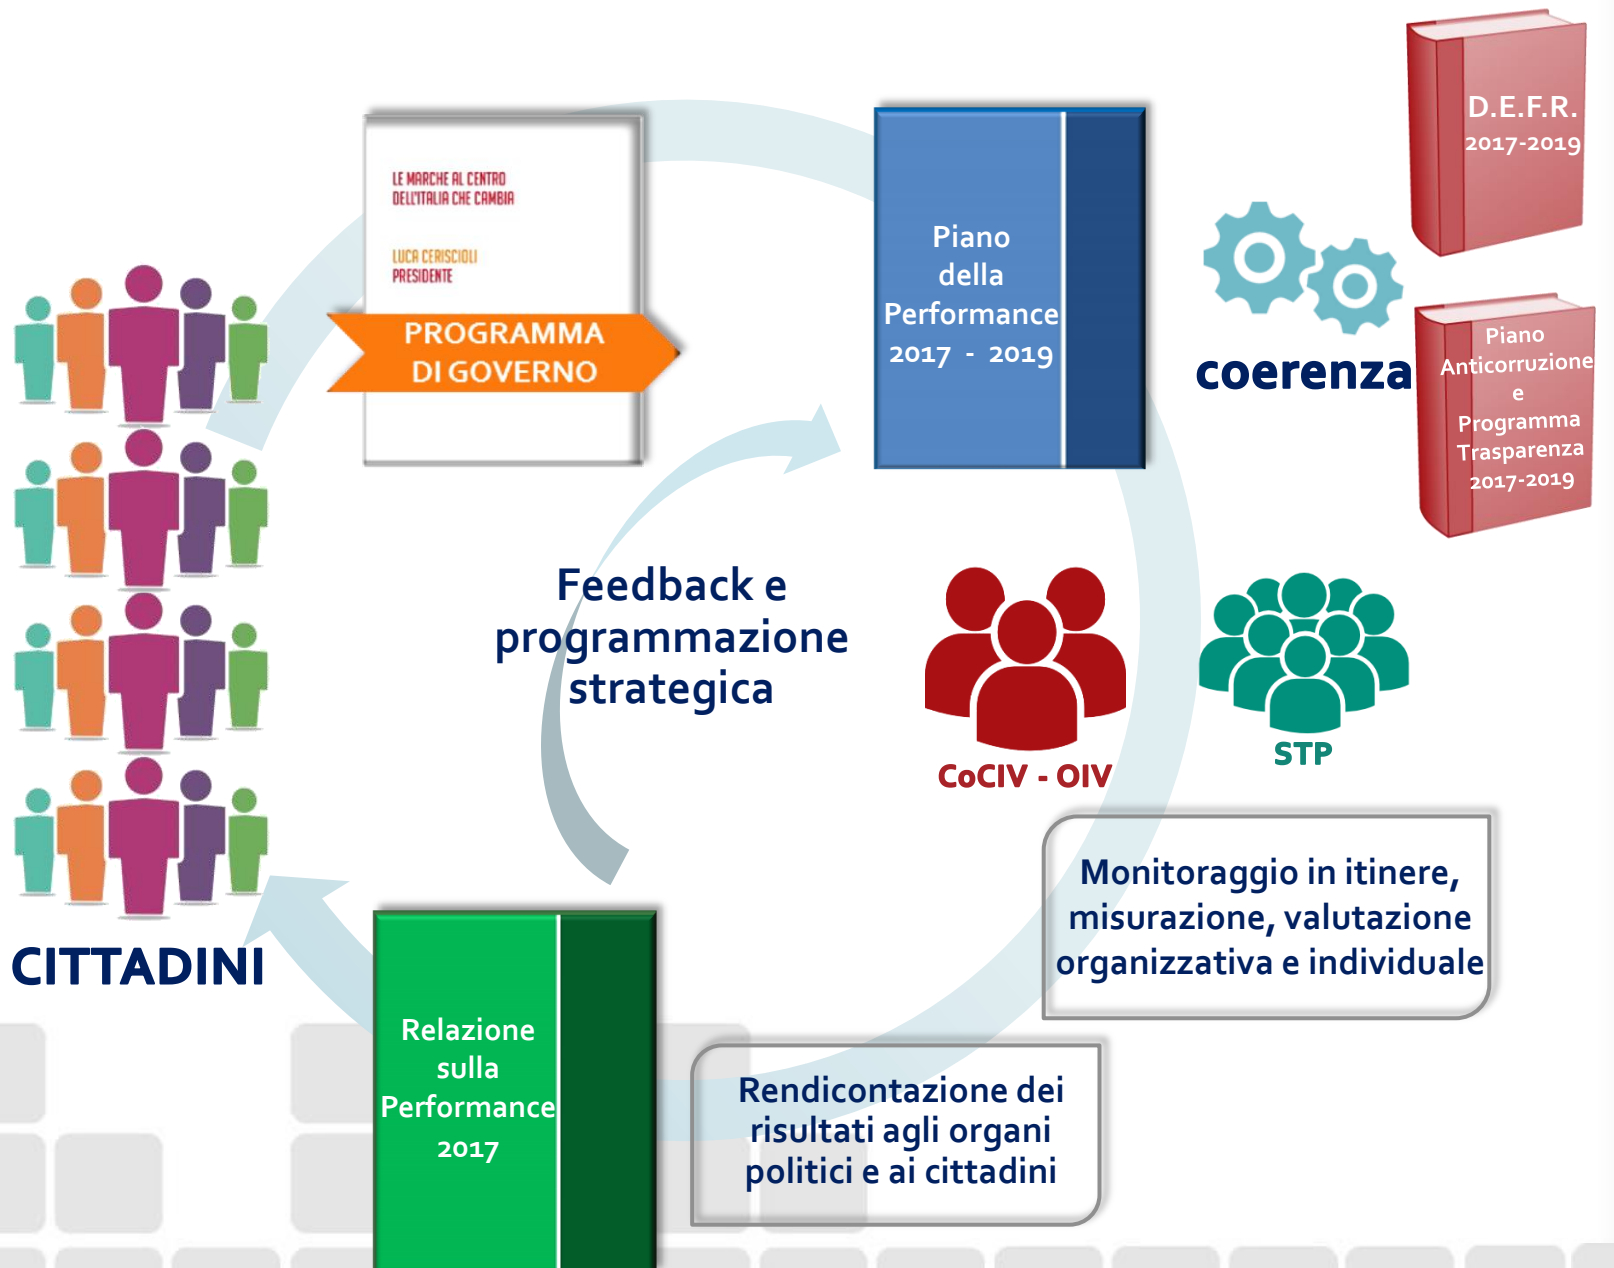 LE MARCHE AL CENTRO
DELL'ITALIA CHE CAMBIA
LUCA CERISCIOLI
PRESIDENTE
PROGRAMMA
DI GOVERNO
Piano
della
Performance
2017 - 2019
D.E.F.R.
2017-2019
coerenza
Piano
Anticorruzione
e
Programma
Trasparenza
2017-2019
Feedback e
programmazione
strategica
CoCIV - OIV
STP
Monitoraggio in itinere,
misurazione, valutazione
organizzativa e individuale
CITTADINI
Relazione
sulla
Performance
2017
Rendicontazione dei
risultati agli organi
politici e ai cittadini